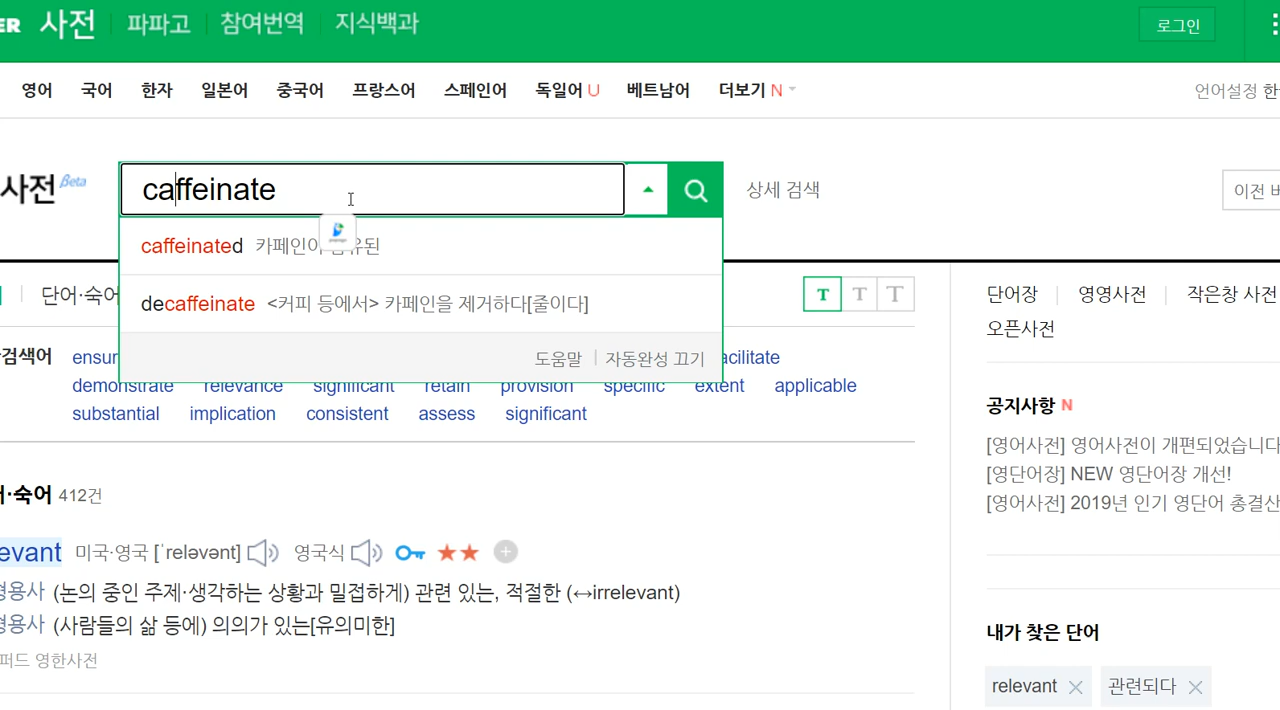 ER 사전 파파고 참여번역 지식백과 로그인
영어 국어 한자 일본어 중국어 프랑스어 스페인어 독일어 U 베트남어 더보기 N 언어설정 한
사전 Beta caffeinate 상세 검색 이전 버
caffeinated 카페인이 함유된
decaffeinate <커피 등에서> 카페인을 제거하다[줄이다]
도움말 자동완성 끄기
단어·숙어 T T T
단어장 영영사전 작은창 사전
오픈사전
검색어 ensur acilitate
demonstrate relevance significant retain provision specific extent applicable
substantial implication consistent assess significant
공지사항 N
[영어사전] 영어사전이 개편되었습니다
[영단어장] NEW 영단어장 개선!
[영어사전] 2019년 인기 영단어 총결산
어·숙어 412건
evant 미국·영국 [ˈreləvənt] 영국식
형용사 (논의 중인 주제·생각하는 상황과 밀접하게) 관련 있는, 적절한 (↔irrelevant)
형용사 (사람들의 삶 등에) 의의가 있는[유의미한]
퍼드 영한사전
내가 찾은 단어
relevant 관련되다